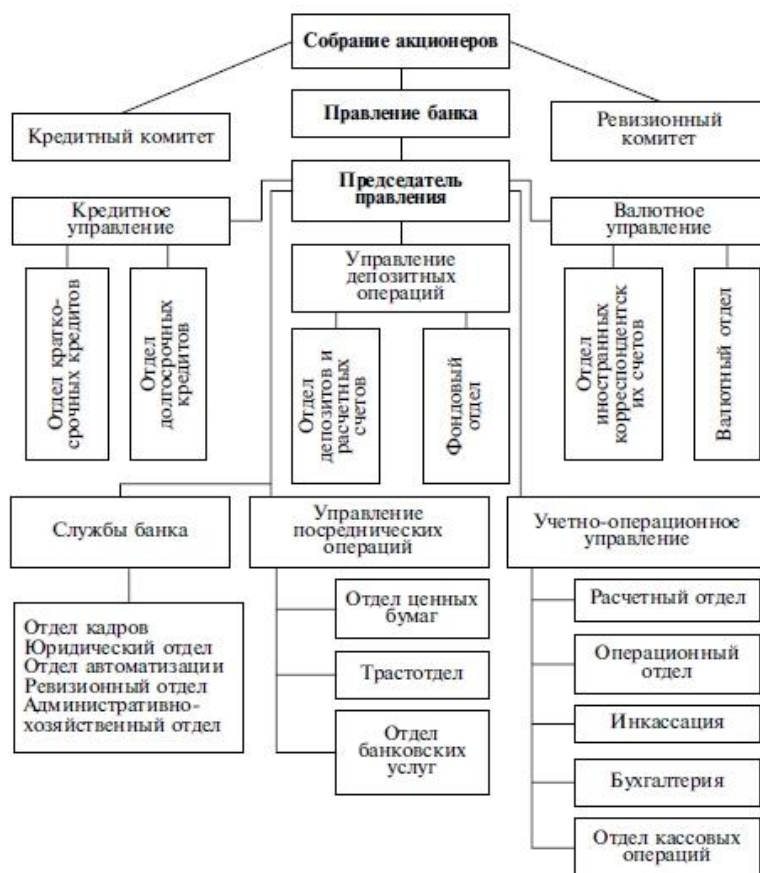 Собрание акционеров
Правление банка
Кредитный комитет
Ревизионный
комитет
Председатель
правления
Кредитное
управление
Валютное
управление
Управление
депозитных
операций
Отдел кратко-
срочных кредитов
Отдел
долгосрочных
кредитов
Отдел
депозитов и
расчетных
счетов
Фондовый
отдел
Отдел
иностранных
корреспондентск
их счетов
Валютный отдел
Службы банка
Управление
посреднических
операций
Учетно-операционное
управление
Отдел кадров
Юридический отдел
Отдел автоматизации
Ревизионный отдел
Административно-
хозяйственный отдел
Отдел ценных
бумаг
Трастотдел
Отдел
банковских
услуг
Расчетный отдел
Операционный
отдел
Инкассация
Бухгалтерия
Отдел кассовых
операций